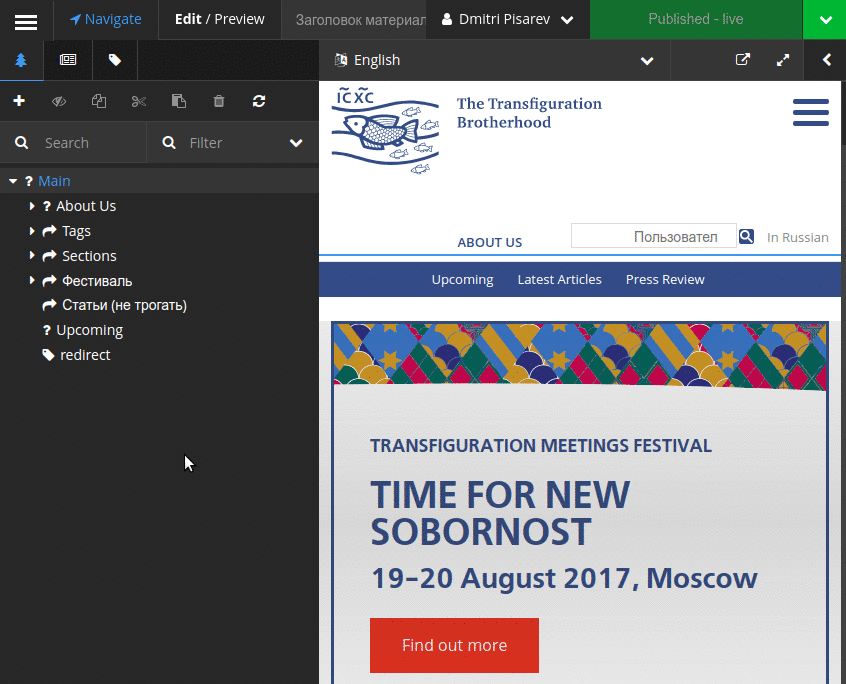 Navigate
Edit / Preview
Заголовок материал
Dmitri Pisarev
Published - live
English
Search
Filter
? Main
? About Us
Tags
Sections
Фестиваль
Статьи (не трогать)
? Upcoming
redirect
IC XC
The Transfiguration
Brotherhood
ABOUT US
Пользовател
In Russian
Upcoming
Latest Articles
Press Review
TRANSFIGURATION MEETINGS FESTIVAL
TIME FOR NEW
SOBORNOST
19–20 August 2017, Moscow
Find out more